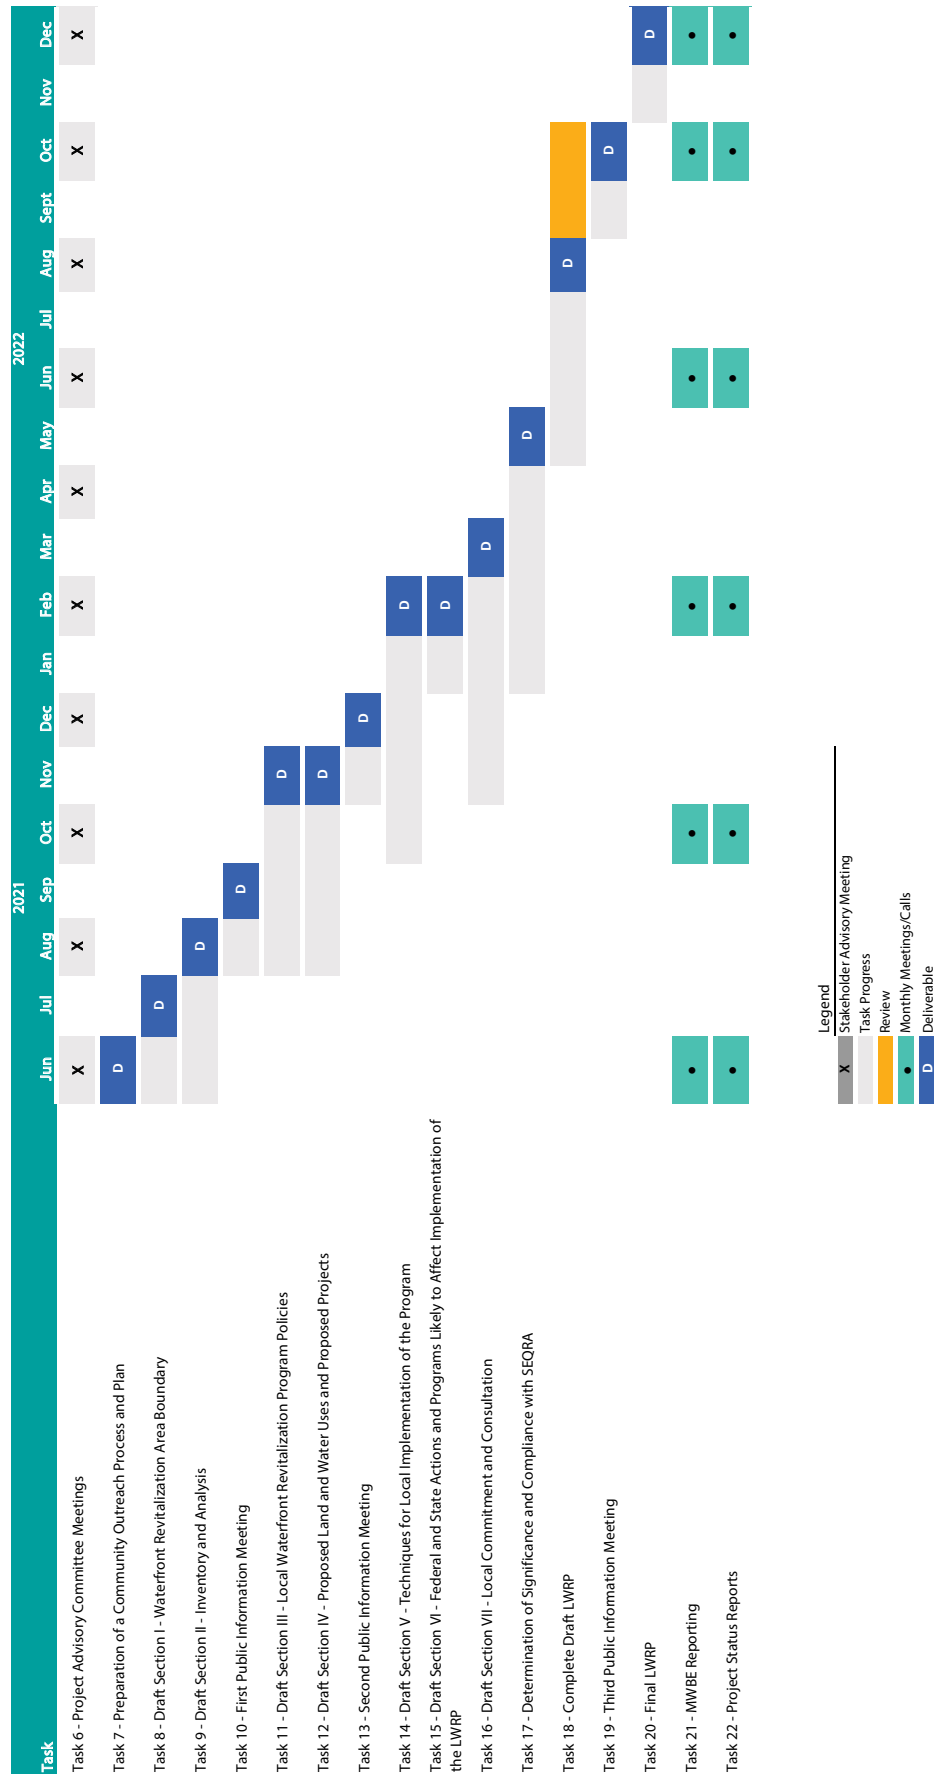 2021 2022
Task Jun Jul Aug Sep Oct Nov Dec Jan Feb Mar Apr May Jun Jul Aug Sept Oct Nov Dec
Task 6 - Project Advisory Committee Meetings X X X X X X X X X X
Task 7 - Preparation of a Community Outreach Process and Plan D
Task 8 - Draft Section I - Waterfront Revitalization Area Boundary D
Task 9 - Draft Section II - Inventory and Analysis D
Task 10 - First Public Information Meeting D
Task 11 - Draft Section III - Local Waterfront Revitalization Program Policies D
Task 12 - Draft Section IV - Proposed Land and Water Uses and Proposed Projects D
Task 13 - Second Public Information Meeting D
Task 14 - Draft Section V - Techniques for Local Implementation of the Program D
Task 15 - Draft Section VI - Federal and State Actions and Programs Likely to Affect Implementation of
the LWRP D
Task 16 - Draft Section VII - Local Commitment and Consultation D
Task 17 - Determination of Significance and Compliance with SEQRA D
Task 18 - Complete Draft LWRP D
Task 19 - Third Public Information Meeting D
Task 20 - Final LWRP D
Task 21 - MWBE Reporting • • • • • •
Task 22 - Project Status Reports • • • • • •
Legend
X Stakeholder Advisory Meeting
Task Progress
Review
• Monthly Meetings/Calls
D Deliverable